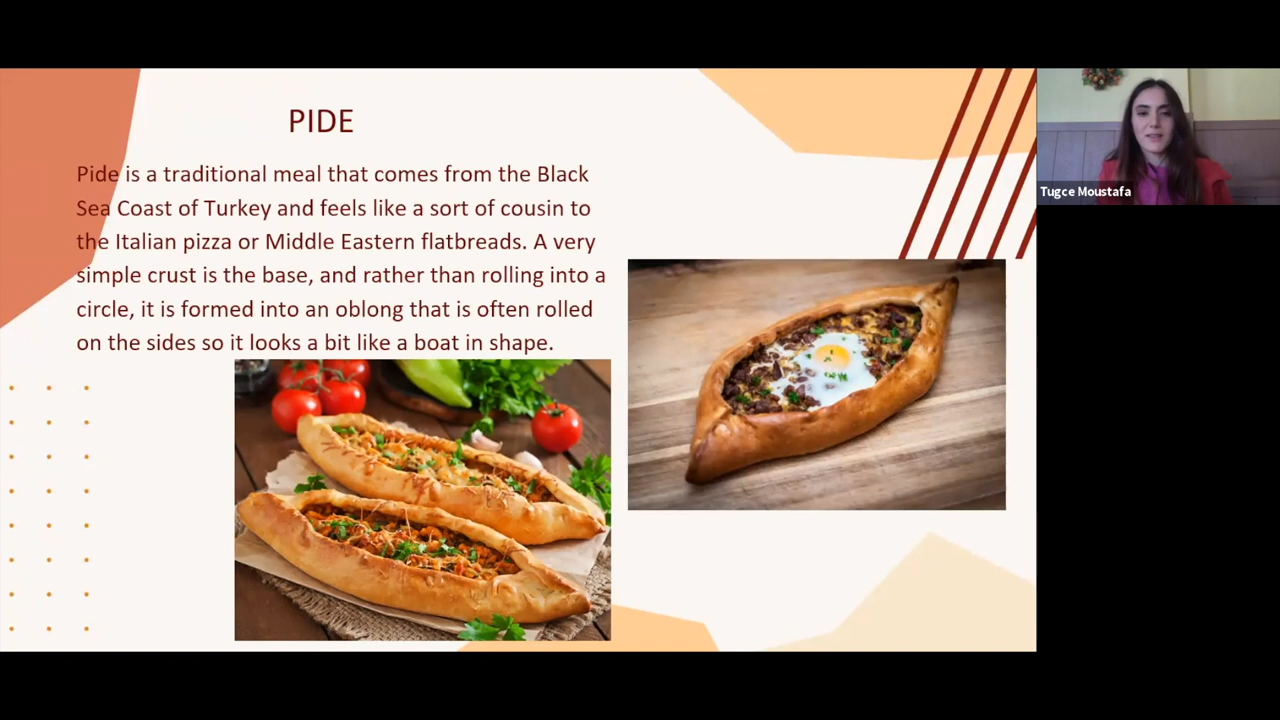 PIDE
Pide is a traditional meal that comes from the Black
Sea Coast of Turkey and feels like a sort of cousin to
the Italian pizza or Middle Eastern flatbreads. A very
simple crust is the base, and rather than rolling into a
circle, it is formed into an oblong that is often rolled
on the sides so it looks a bit like a boat in shape.
Tugce Moustafa